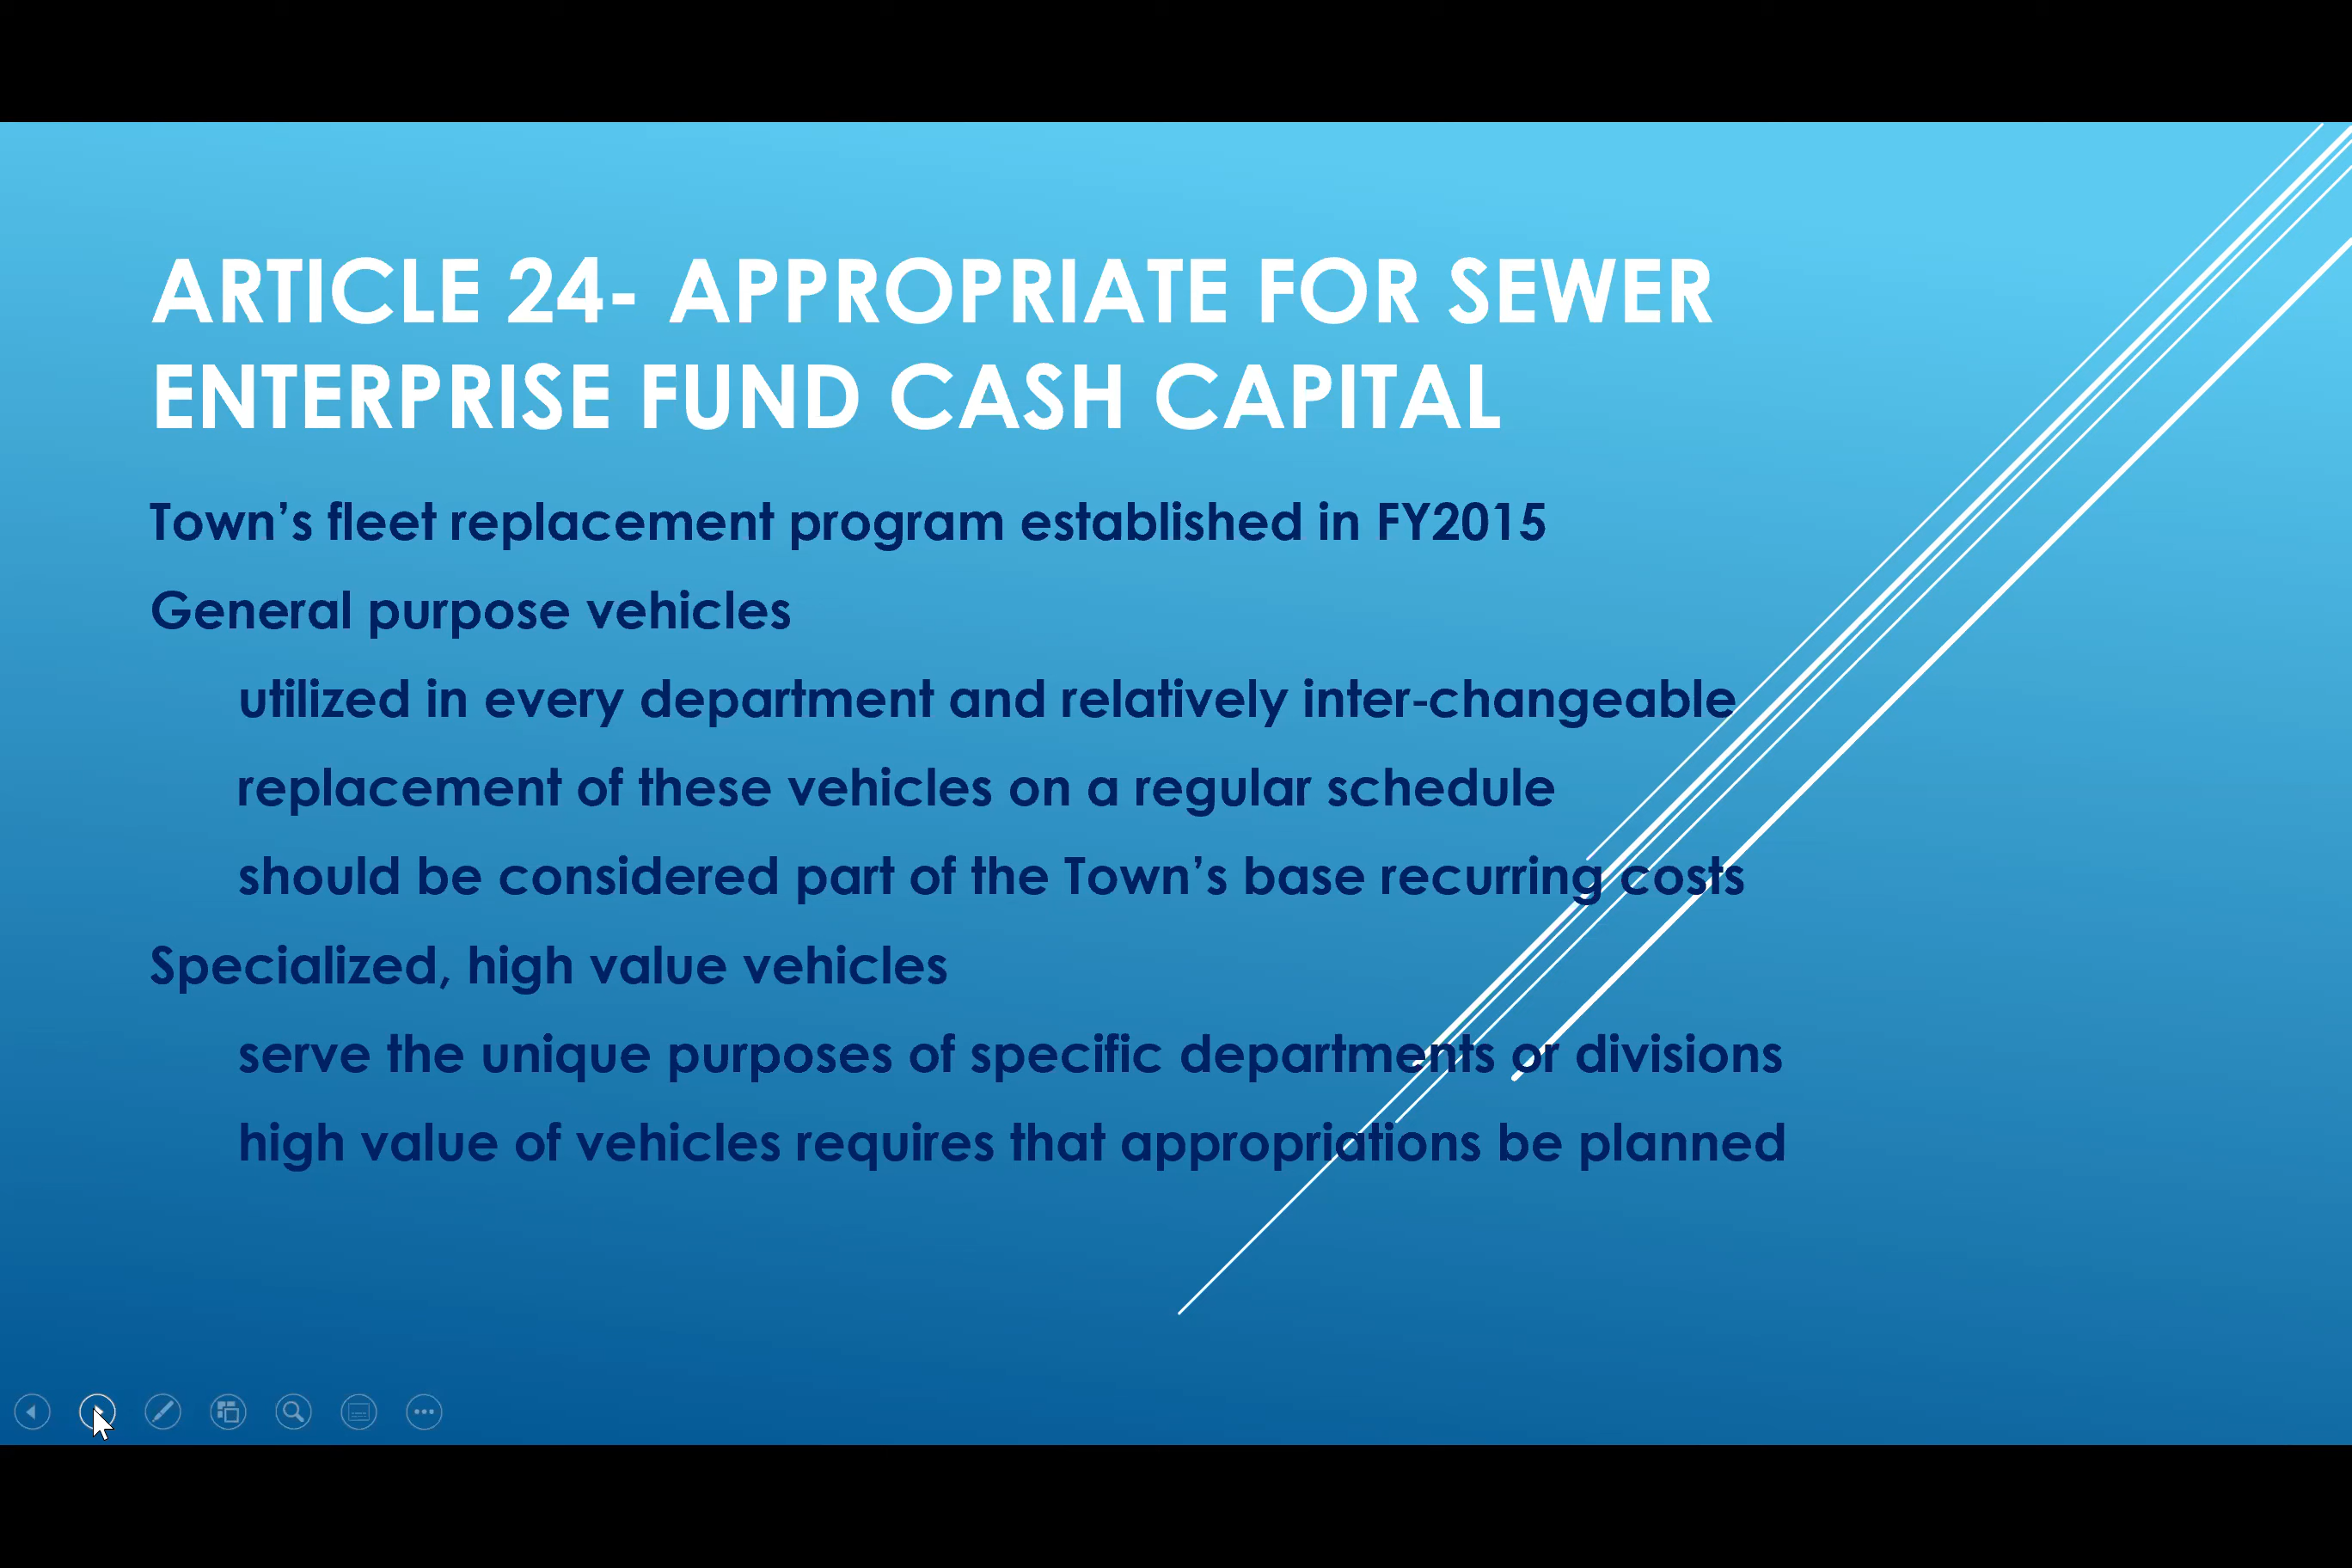 ARTICLE 24- APPROPRIATE FOR SEWER
ENTERPRISE FUND CASH CAPITAL
Town’s fleet replacement program established in FY2015
General purpose vehicles
utilized in every department and relatively inter-changeable
replacement of these vehicles on a regular schedule
should be considered part of the Town’s base recurring costs
Specialized, high value vehicles
serve the unique purposes of specific departments or divisions
high value of vehicles requires that appropriations be planned